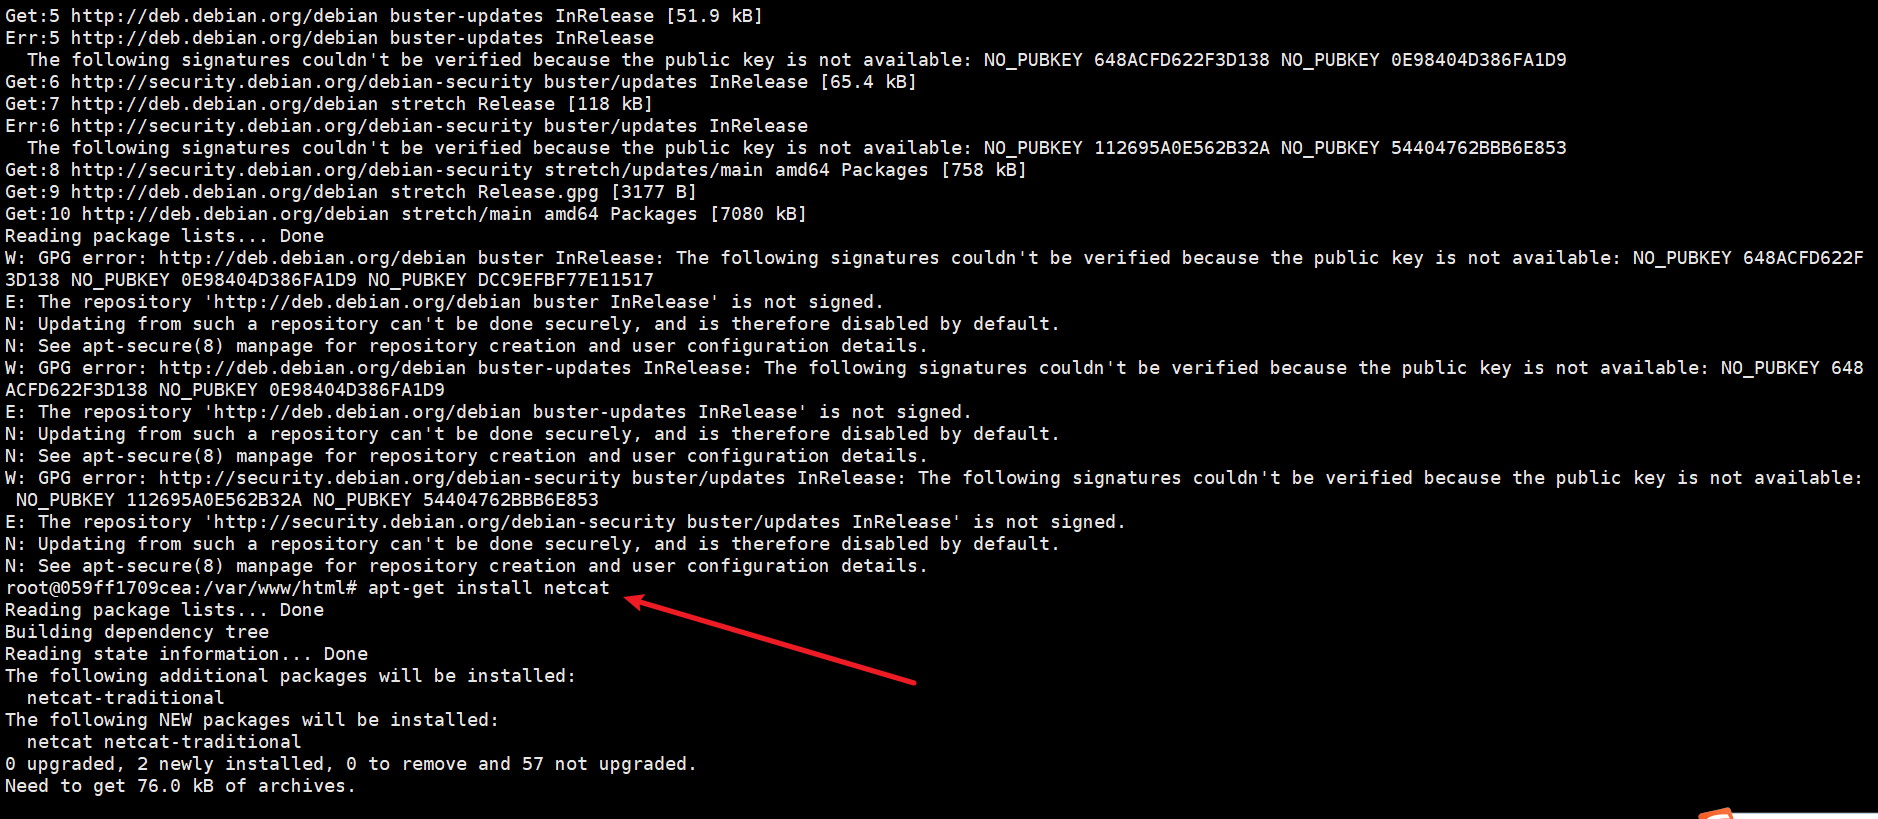 Get:5 http://deb.debian.org/debian buster-updates InRelease [51.9 kB]
Err:5 http://deb.debian.org/debian buster-updates InRelease
  The following signatures couldn't be verified because the public key is not available: NO_PUBKEY 648ACFD622F3D138 NO_PUBKEY 0E98404D386FA1D9
Get:6 http://security.debian.org/debian-security buster/updates InRelease [65.4 kB]
Get:7 http://deb.debian.org/debian stretch Release [118 kB]
Err:6 http://security.debian.org/debian-security buster/updates InRelease
  The following signatures couldn't be verified because the public key is not available: NO_PUBKEY 112695A0E562B32A NO_PUBKEY 54404762BBB6E853
Get:8 http://security.debian.org/debian-security stretch/updates/main amd64 Packages [758 kB]
Get:9 http://deb.debian.org/debian stretch Release.gpg [3177 B]
Get:10 http://deb.debian.org/debian stretch/main amd64 Packages [7080 kB]
Reading package lists... Done
W: GPG error: http://deb.debian.org/debian buster InRelease: The following signatures couldn't be verified because the public key is not available: NO_PUBKEY 648ACFD622F
3D138 NO_PUBKEY 0E98404D386FA1D9 NO_PUBKEY DCC9EFBF77E11517
E: The repository 'http://deb.debian.org/debian buster InRelease' is not signed.
N: Updating from such a repository can't be done securely, and is therefore disabled by default.
N: See apt-secure(8) manpage for repository creation and user configuration details.
W: GPG error: http://deb.debian.org/debian buster-updates InRelease: The following signatures couldn't be verified because the public key is not available: NO_PUBKEY 648
ACFD622F3D138 NO_PUBKEY 0E98404D386FA1D9
E: The repository 'http://deb.debian.org/debian buster-updates InRelease' is not signed.
N: Updating from such a repository can't be done securely, and is therefore disabled by default.
N: See apt-secure(8) manpage for repository creation and user configuration details.
W: GPG error: http://security.debian.org/debian-security buster/updates InRelease: The following signatures couldn't be verified because the public key is not available:
 NO_PUBKEY 112695A0E562B32A NO_PUBKEY 54404762BBB6E853
E: The repository 'http://security.debian.org/debian-security buster/updates InRelease' is not signed.
N: Updating from such a repository can't be done securely, and is therefore disabled by default.
N: See apt-secure(8) manpage for repository creation and user configuration details.
root@059ff1709cea:/var/www/html# apt-get install netcat
Reading package lists... Done
Building dependency tree
Reading state information... Done
The following additional packages will be installed:
  netcat-traditional
The following NEW packages will be installed:
  netcat netcat-traditional
0 upgraded, 2 newly installed, 0 to remove and 57 not upgraded.
Need to get 76.0 kB of archives.